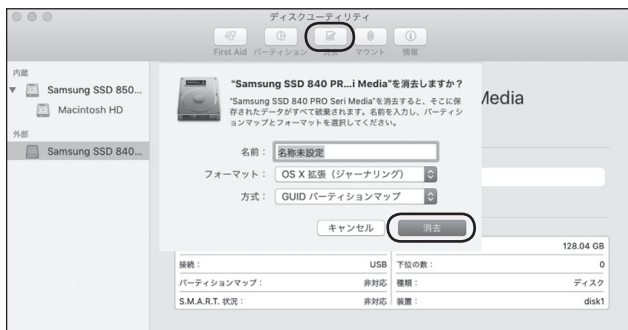 ディスクユーティリティ
First Aid パーティション 消去 マウント 情報
内蔵
Samsung SSD 850...
Macintosh HD
外部
Samsung SSD 840...
"Samsung SSD 840 PR...i Media"を消去しますか？
"Samsung SSD 840 PRO Seri Media"を消去すると、そこに保
存されたデータがすべて破棄されます。名前を入力し、パーティシ
ョンマップとフォーマットを選択してください。
名前： 名称未設定
フォーマット： OS X 拡張（ジャーナリング）
方式： GUID パーティションマップ
キャンセル 消去
Media
128.04 GB
接続： USB 下位の数： 0
パーティションマップ： 非対応 種類： ディスク
S.M.A.R.T. 状況： 非対応 装置： disk1